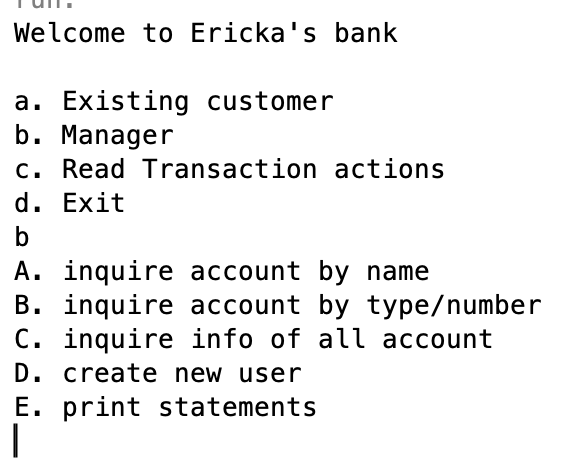 run:
Welcome to Ericka's bank
a. Existing customer
b. Manager
c. Read Transaction actions
d. Exit
b
A. inquire account by name
B. inquire account by type/number
C. inquire info of all account
D. create new user
E. print statements